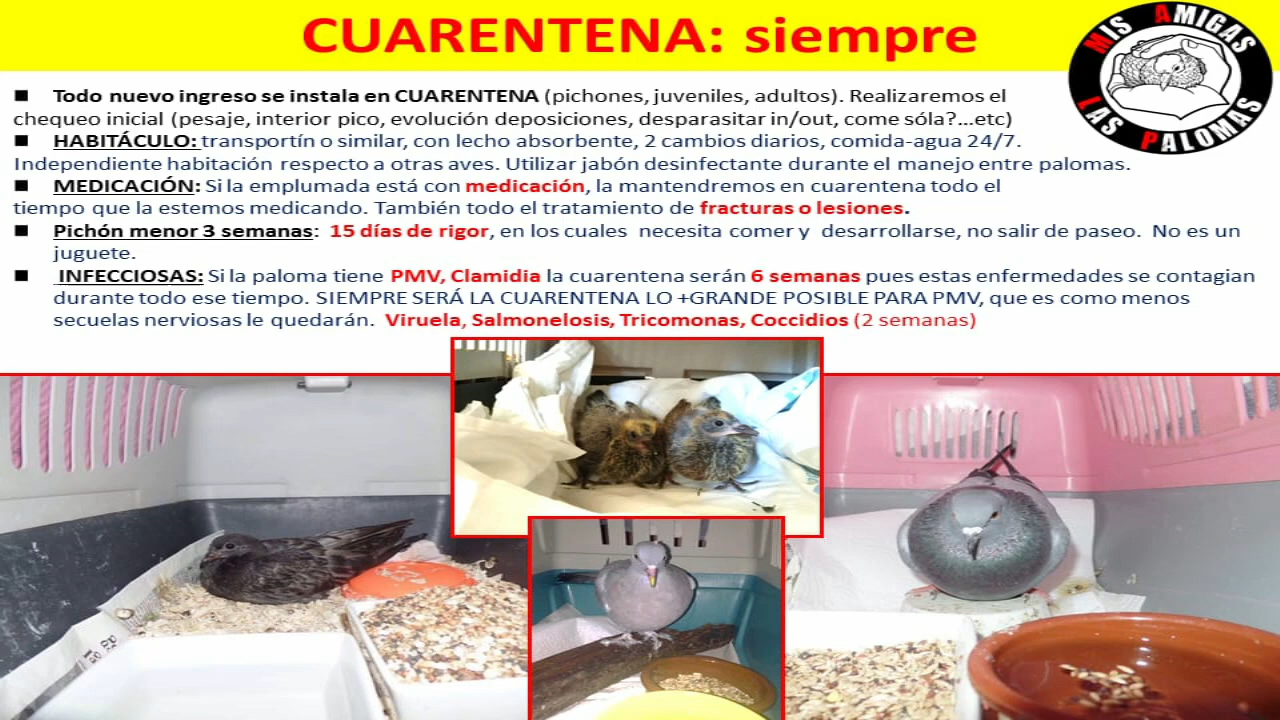 CUARENTENA: siempre
MIS AMIGAS
LAS PALOMAS
■ Todo nuevo ingreso se instala en CUARENTENA (pichones, juveniles, adultos). Realizaremos el
chequeo inicial (pesaje, interior pico, evolución deposiciones, desparasitar in/out, come sóla?...etc)
■ HABITÁCULO: transportín o similar, con lecho absorbente, 2 cambios diarios, comida-agua 24/7.
Independiente habitación respecto a otras aves. Utilizar jabón desinfectante durante el manejo entre palomas.
■ MEDICACIÓN: Si la emplumada está con medicación, la mantendremos en cuarentena todo el
tiempo que la estemos medicando. También todo el tratamiento de fracturas o lesiones.
■ Pichón menor 3 semanas: 15 días de rigor, en los cuales necesita comer y desarrollarse, no salir de paseo. No es un
juguete.
■ INFECCIOSAS: Si la paloma tiene PMV, Clamidia la cuarentena serán 6 semanas pues estas enfermedades se contagian
durante todo ese tiempo. SIEMPRE SERÁ LA CUARENTENA LO +GRANDE POSIBLE PARA PMV, que es como menos
secuelas nerviosas le quedarán. Viruela, Salmonelosis, Tricomonas, Coccidios (2 semanas)